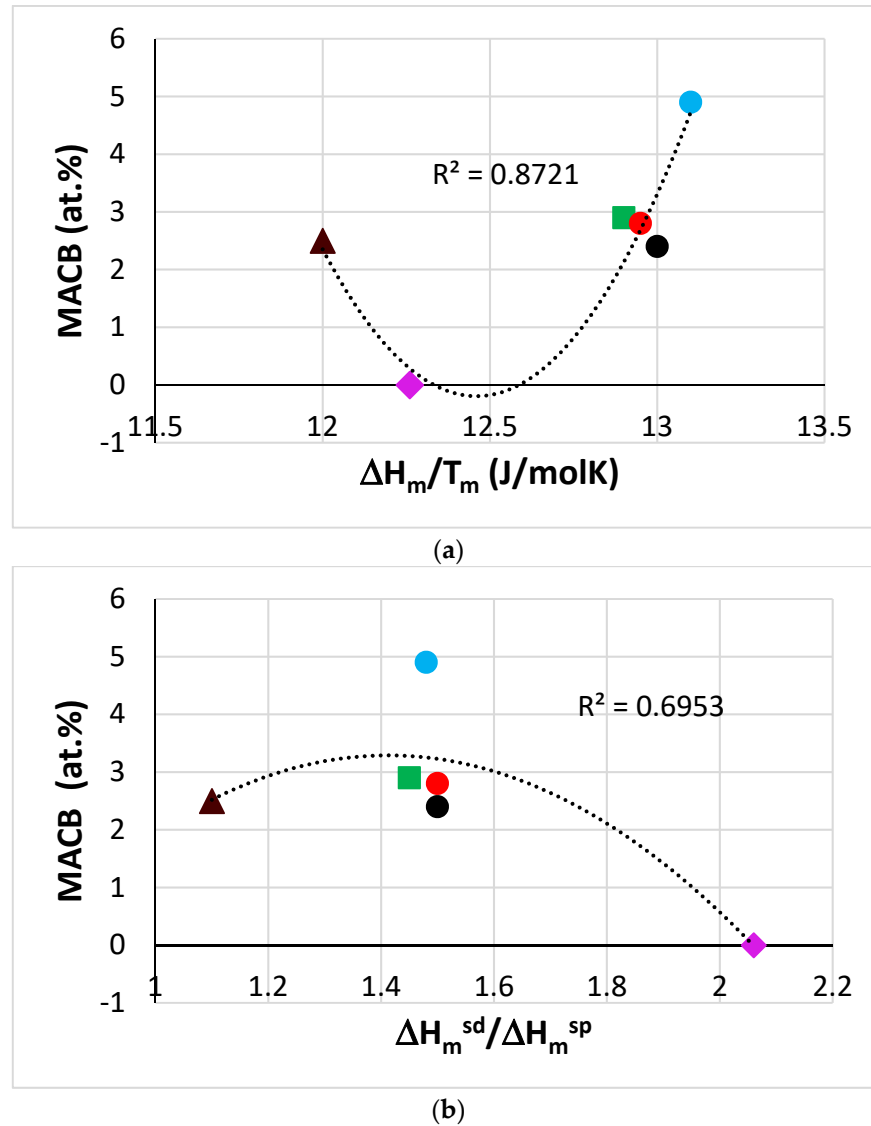 6
5
4
3
2
1
0
-1
MACB (at.%)
R² = 0.8721
11.5 12 12.5 13 13.5
ΔHₘ/Tₘ (J/molK)
(a)
6
5
4
3
2
1
0
-1
MACB (at.%)
R² = 0.6953
1 1.2 1.4 1.6 1.8 2 2.2
ΔHₘˢᵈ/ΔHₘˢᵖ
(b)